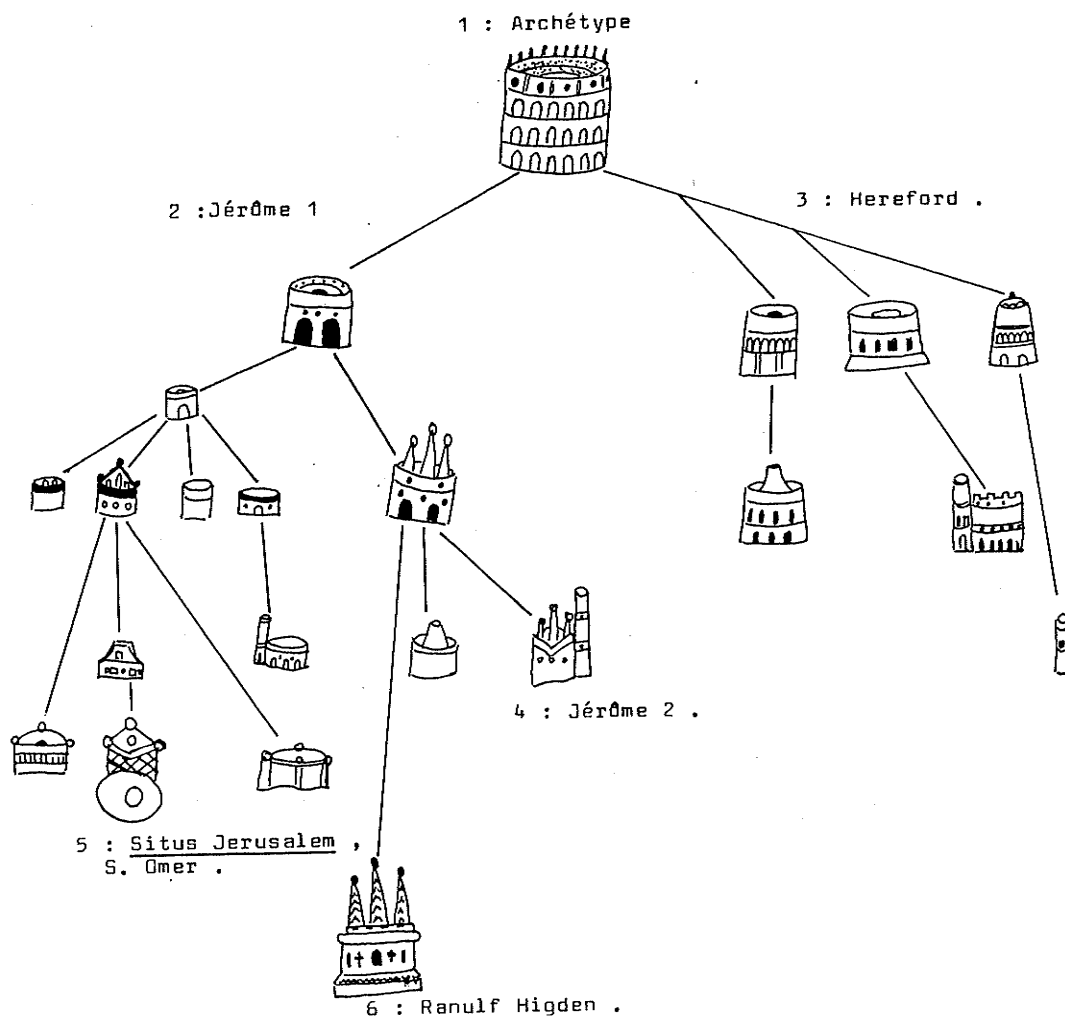 1 : Archétype
2 :Jérôme 1
3 : Hereford .
4 : Jérôme 2 .
5 : Situs Jerusalem ,
S. Omer .
6 : Ranulf Higden .